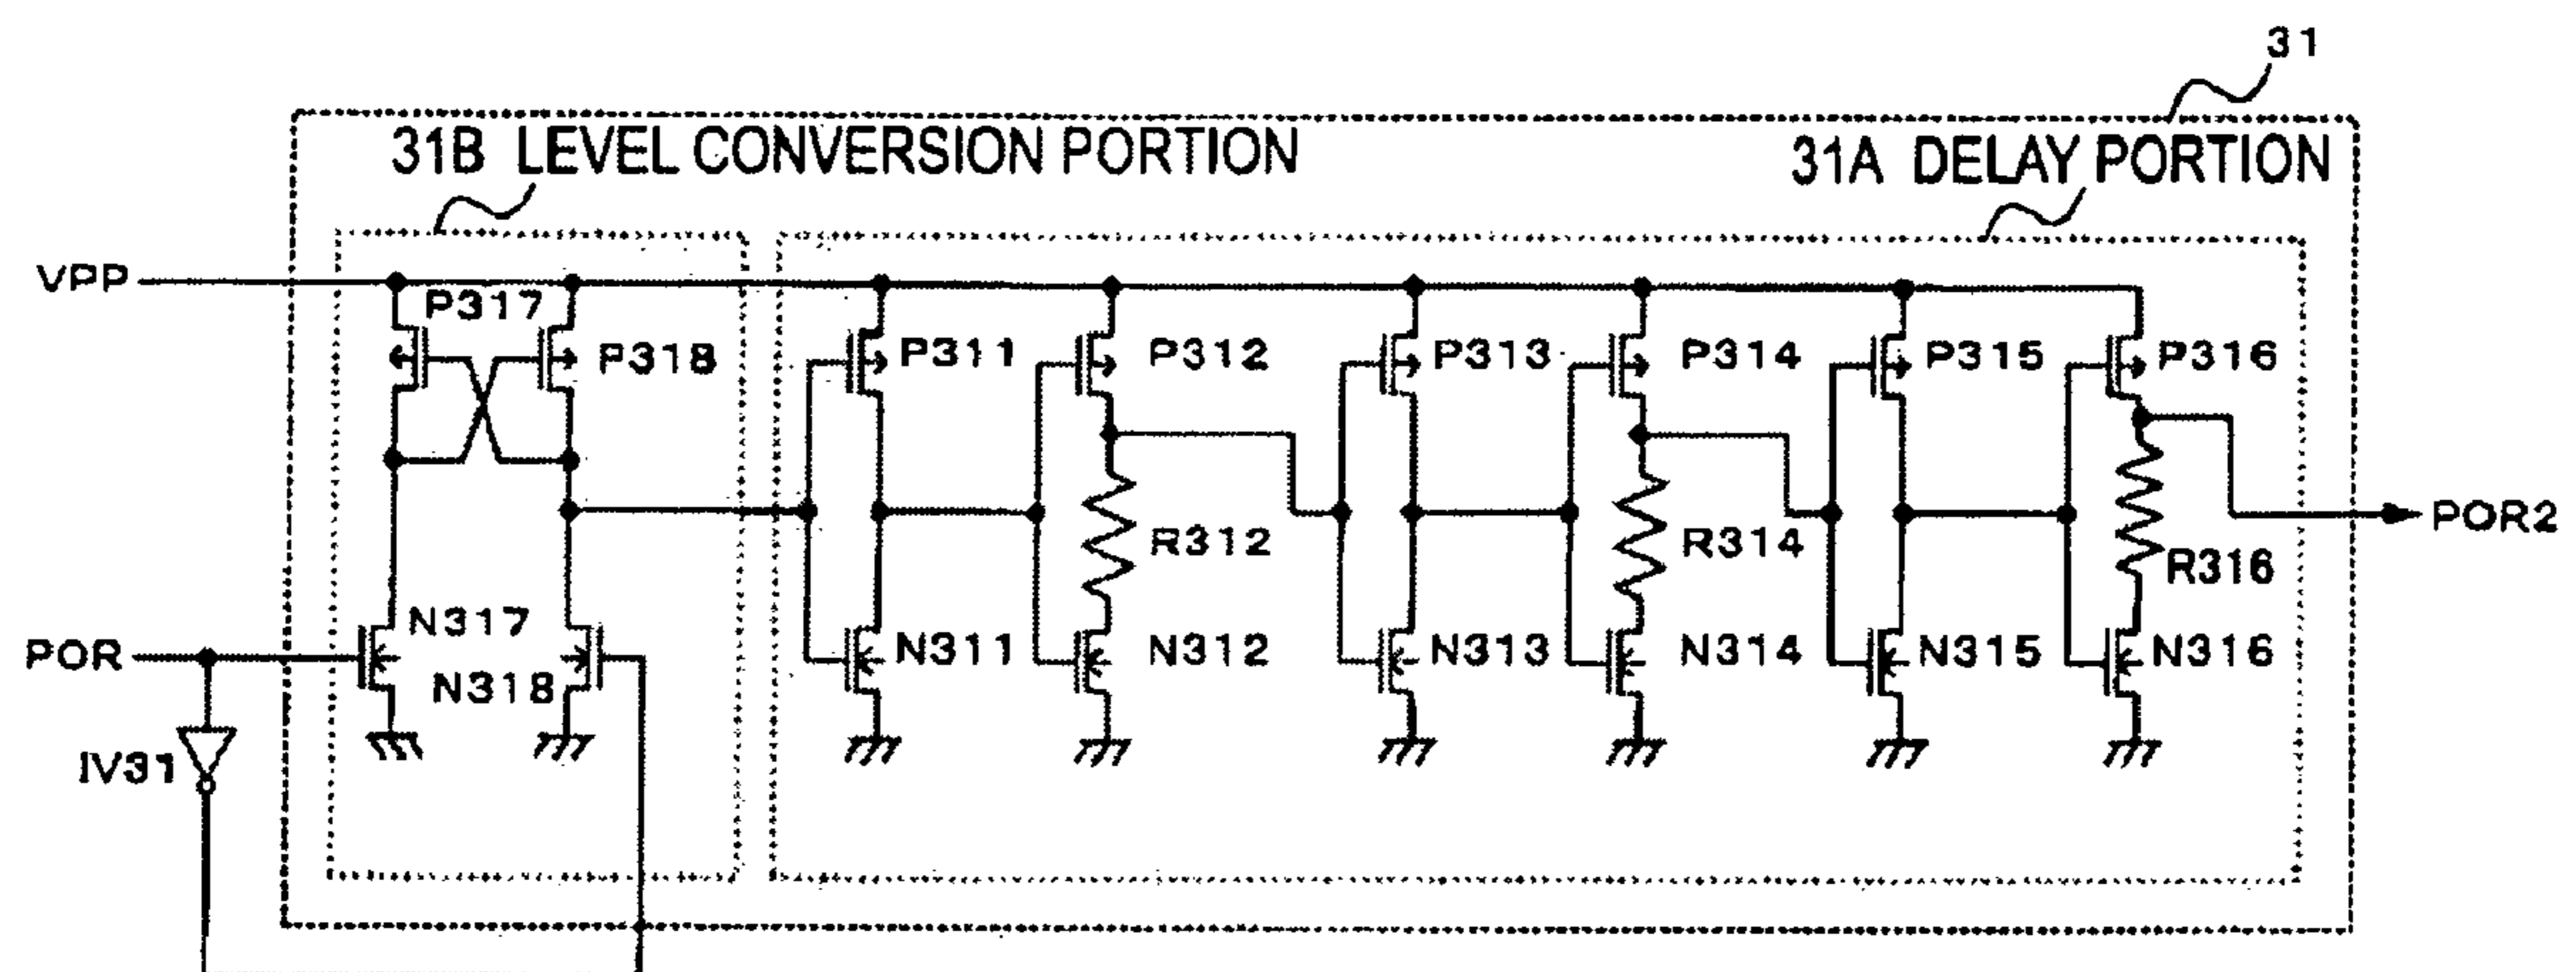 31
31B LEVEL CONVERSION PORTION
31A DELAY PORTION
VPP
P317
P318
P311
P312
P313
P314
P315
P316
R312
R314
R316
POR2
POR
N317
N318
N311
N312
N313
N314
N315
N316
IV31